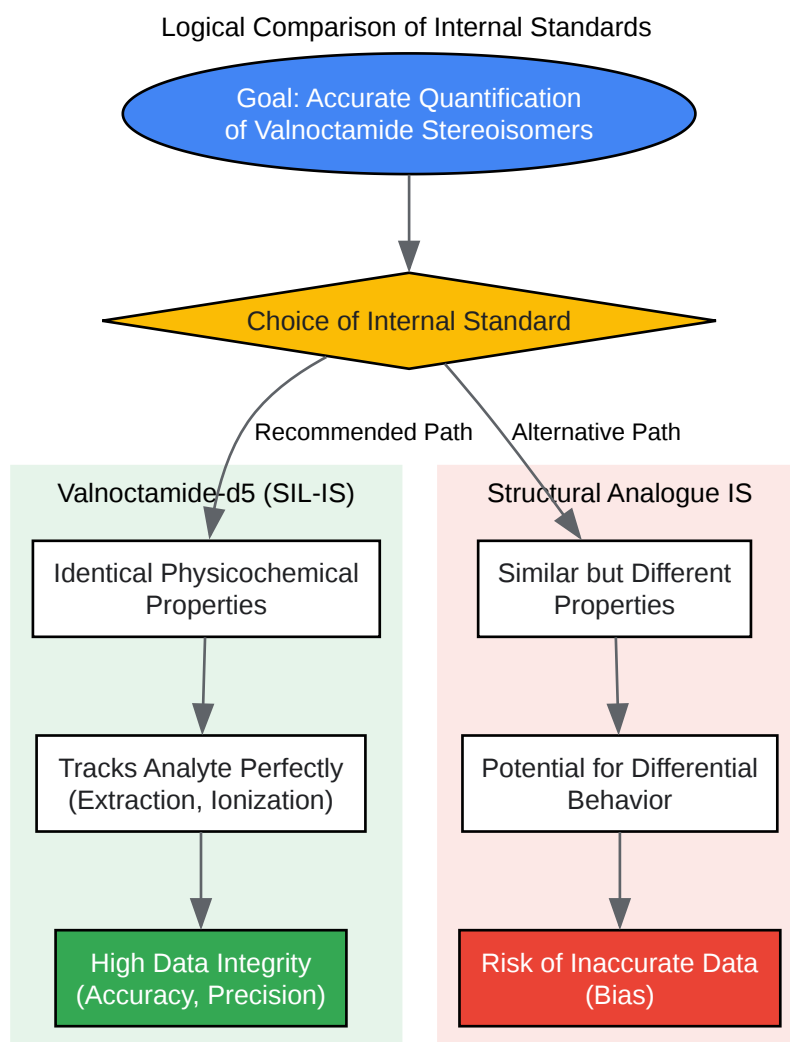 Logical Comparison of Internal Standards
Goal: Accurate Quantification
of Valnoctamide Stereoisomers
Choice of Internal Standard
Recommended Path
Alternative Path
Valnoctamide-d5 (SIL-IS)
Identical Physicochemical
Properties
Tracks Analyte Perfectly
(Extraction, Ionization)
High Data Integrity
(Accuracy, Precision)
Structural Analogue IS
Similar but Different
Properties
Potential for Differential
Behavior
Risk of Inaccurate Data
(Bias)